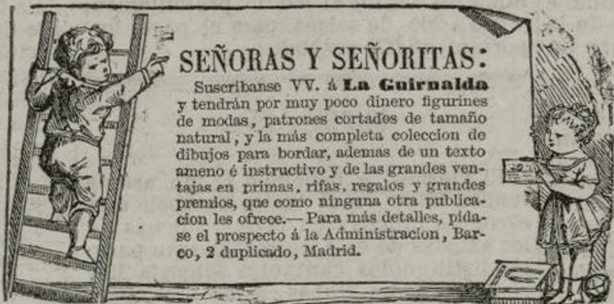 SEÑORAS Y SEÑORITAS:
Suscríbanse VV. á La Guirnalda
y tendrán por muy poco dinero figurines
de modas, patrones cortados de tamaño
natural, y la más completa coleccion de
dibujos para bordar, ademas de un texto
ameno é instructivo y de las grandes ven-
tajas en primas, rifas, regalos y grandes
premios, que como ninguna otra publica-
cion les ofrece.—Para más detalles, pída-
se el prospecto á la Administracion, Bar-
co, 2 duplicado, Madrid.